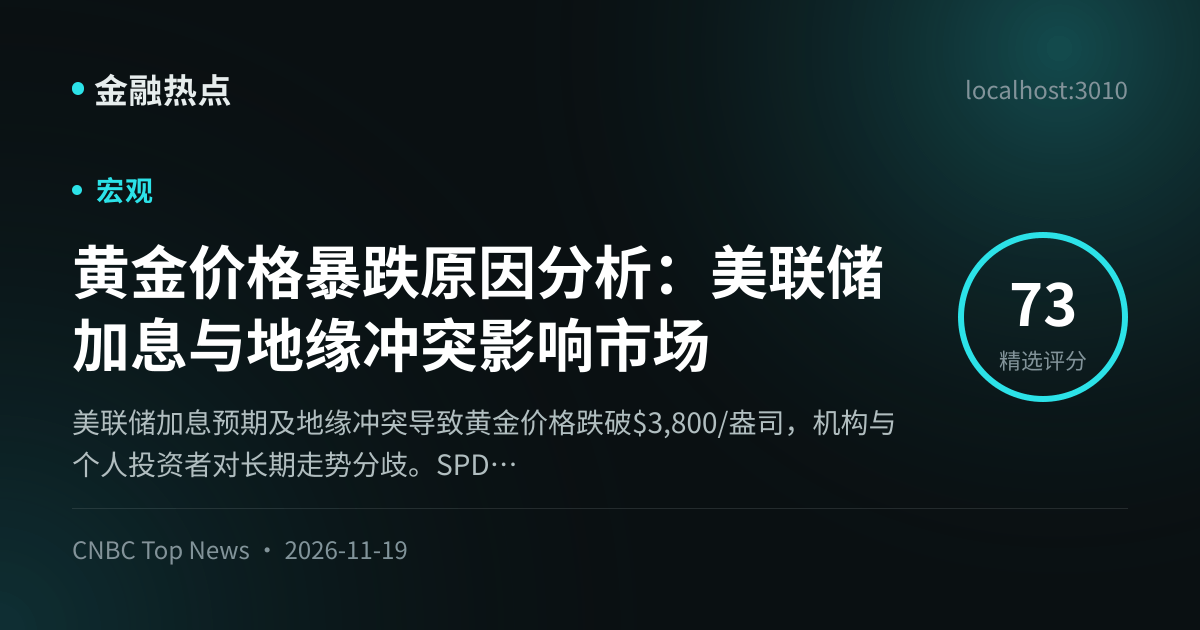 金融热点
localhost:3010
宏观
黄金价格暴跌原因分析：美联储
加息与地缘冲突影响市场
73
精选评分
美联储加息预期及地缘冲突导致黄金价格跌破$3,800/盎司，机构与
个人投资者对长期走势分歧。SPD…
CNBC Top News • 2026-11-19